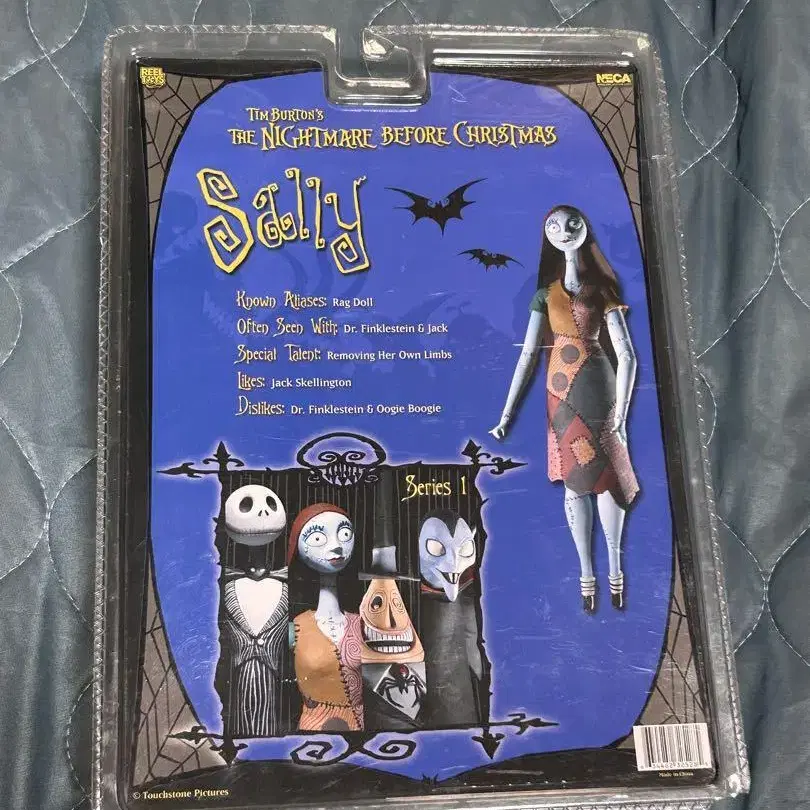 REEL
TOYS
NECA
TIM BURTON'S
THE NIGHTMARE BEFORE CHRISTMAS
Sally
Known Aliases: Rag Doll
Often Seen With: Dr. Finklestein & Jack
Special Talent: Removing Her Own Limbs
Likes: Jack Skellington
Dislikes: Dr. Finklestein & Oogie Boogie
Series 1
Made in China
© Touchstone Pictures